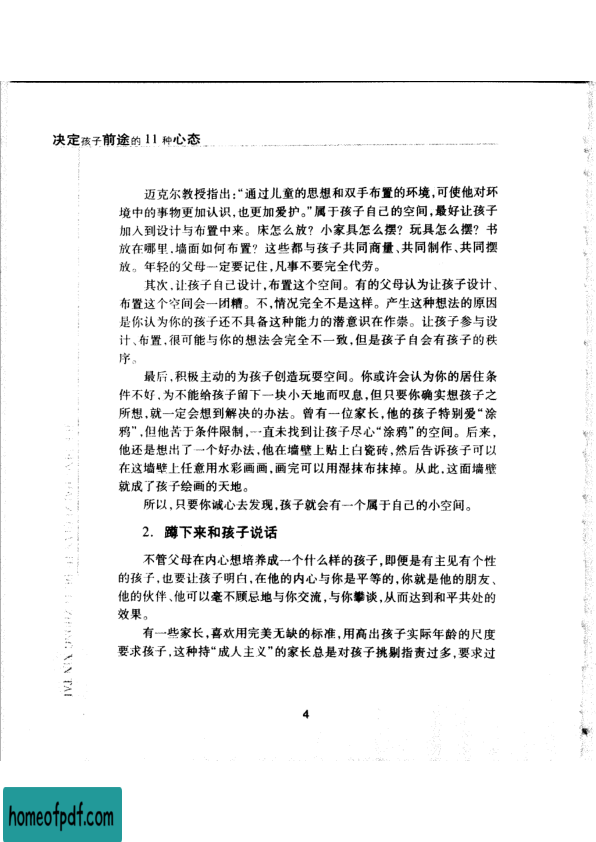 决定孩子前途的 11 种心态
迈克尔教授指出:“通过儿童的思想和双手布置的环境,可使他对环
境中的事物更加认识,也更加爱护。”属于孩子自己的空间,最好让孩子
加入到设计与布置中来。床怎么放？小家具怎么摆？玩具怎么摆？书
放在哪里,墙面如何布置？这些都与孩子共同商量、共同制作、共同摆
放。年轻的父母一定要记住,凡事不要完全代劳。
其次,让孩子自己设计,布置这个空间。有的父母认为让孩子设计、
布置这个空间会一团糟。不,情况完全不是这样。产生这种想法的原因
是你认为你的孩子还不具备这种能力的潜意识在作祟。让孩子参与设
计、布置,很可能与你的想法会完全不一致,但是孩子自会有孩子的秩
序。
最后,积极主动的为孩子创造玩耍空间。你或许会认为你的居住条
件不好,为不能给孩子留下一块小天地而叹息,但只要你确实想孩子之
所想,就一定会想到解决的办法。曾有一位家长,他的孩子特别爱“涂
鸦”,但他苦于条件限制,一直未找到让孩子尽心“涂鸦”的空间。后来,
他还是想出了一个好办法,他在墙壁上贴上白瓷砖,然后告诉孩子可以
在这墙壁上任意用水彩画画,画完可以用湿抹布抹掉。从此,这面墙壁
就成了孩子绘画的天地。
所以,只要你诚心去发现,孩子就会有一个属于自己的小空间。
2. 蹲下来和孩子说话
不管父母在内心想培养成一个什么样的孩子,即便是有主见有个性
的孩子,也要让孩子明白,在他的内心与你是平等的,你就是他的朋友、
他的伙伴、他可以毫不顾忌地与你交流,与你攀谈,从而达到和平共处的
效果。
有一些家长,喜欢用完美无缺的标准,用高出孩子实际年龄的尺度
要求孩子,这种持“成人主义”的家长总是对孩子挑剔指责过多,要求过
XIN TAI
4
homeofpdf.com